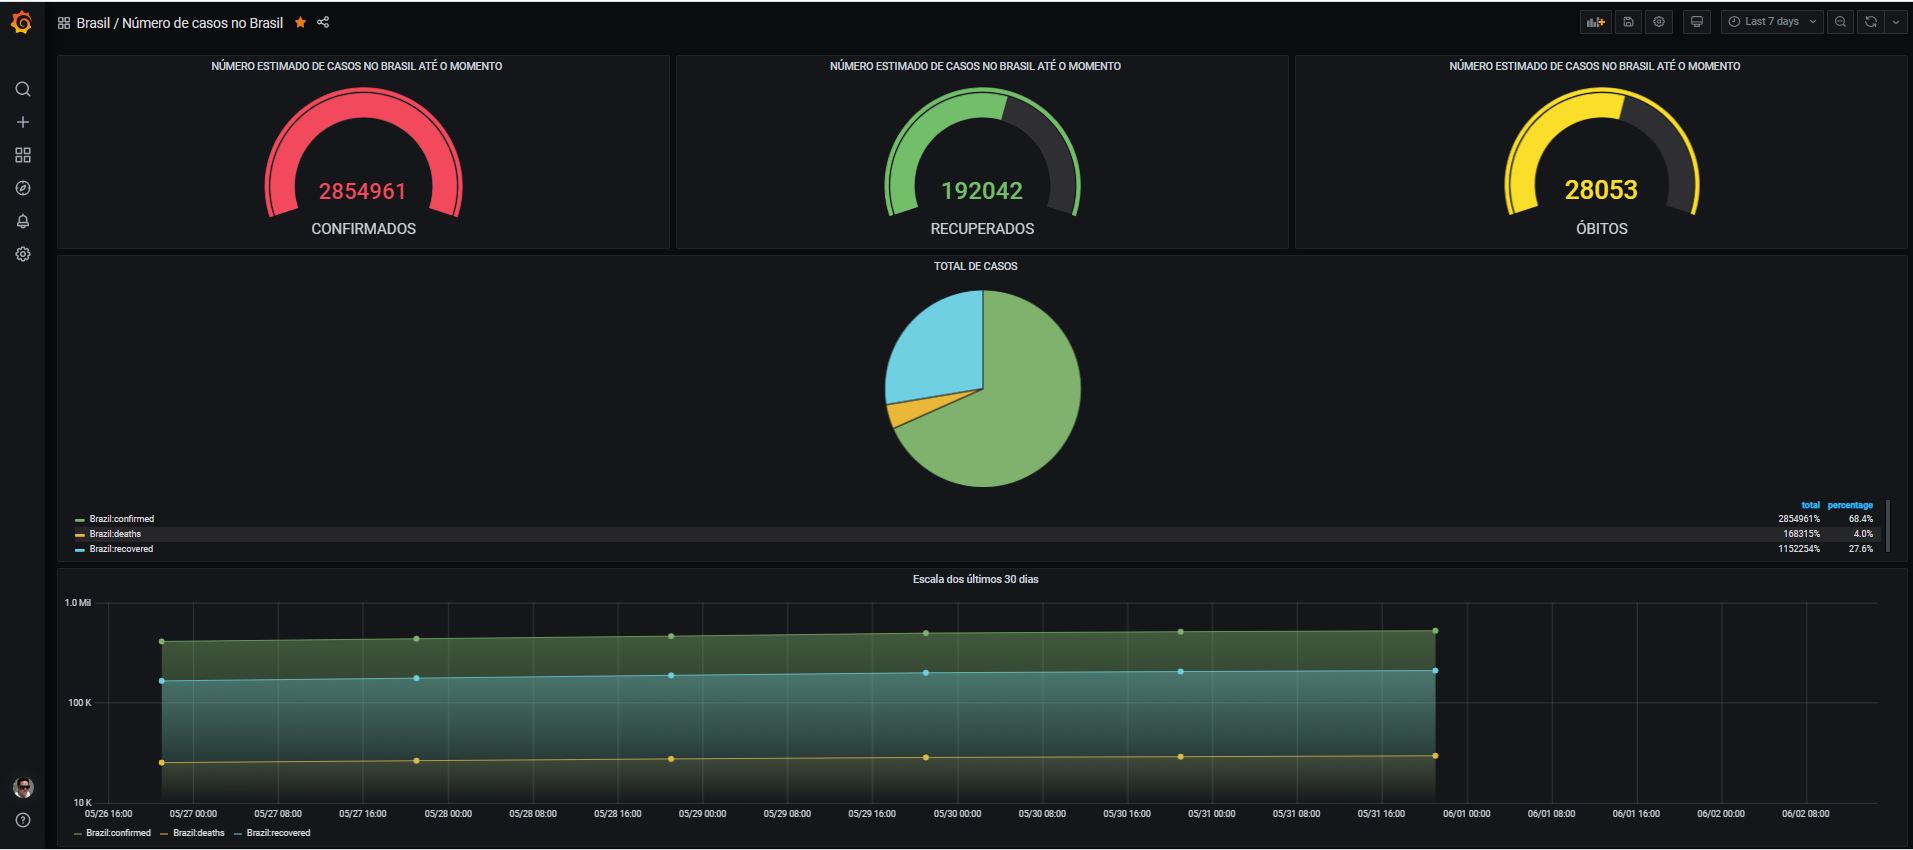 Brasil / Número de casos no Brasil
Last 7 days
NÚMERO ESTIMADO DE CASOS NO BRASIL ATÉ O MOMENTO
2854961
CONFIRMADOS
NÚMERO ESTIMADO DE CASOS NO BRASIL ATÉ O MOMENTO
192042
RECUPERADOS
NÚMERO ESTIMADO DE CASOS NO BRASIL ATÉ O MOMENTO
28053
ÓBITOS
TOTAL DE CASOS
total percentage
Brazil:confirmed 2854961% 68.4%
Brazil:deaths 168315% 4.0%
Brazil:recovered 1152254% 27.6%
Escala dos últimos 30 dias
1.0 Mil
100 K
10 K
05/26 16:00 05/27 00:00 05/27 08:00 05/27 16:00 05/28 00:00 05/28 08:00 05/28 16:00 05/29 00:00 05/29 08:00 05/29 16:00 05/30 00:00 05/30 08:00 05/30 16:00 05/31 00:00 05/31 08:00 05/31 16:00 06/01 00:00 06/01 08:00 06/01 16:00 06/02 00:00 06/02 08:00
Brazil:confirmed Brazil:deaths Brazil:recovered